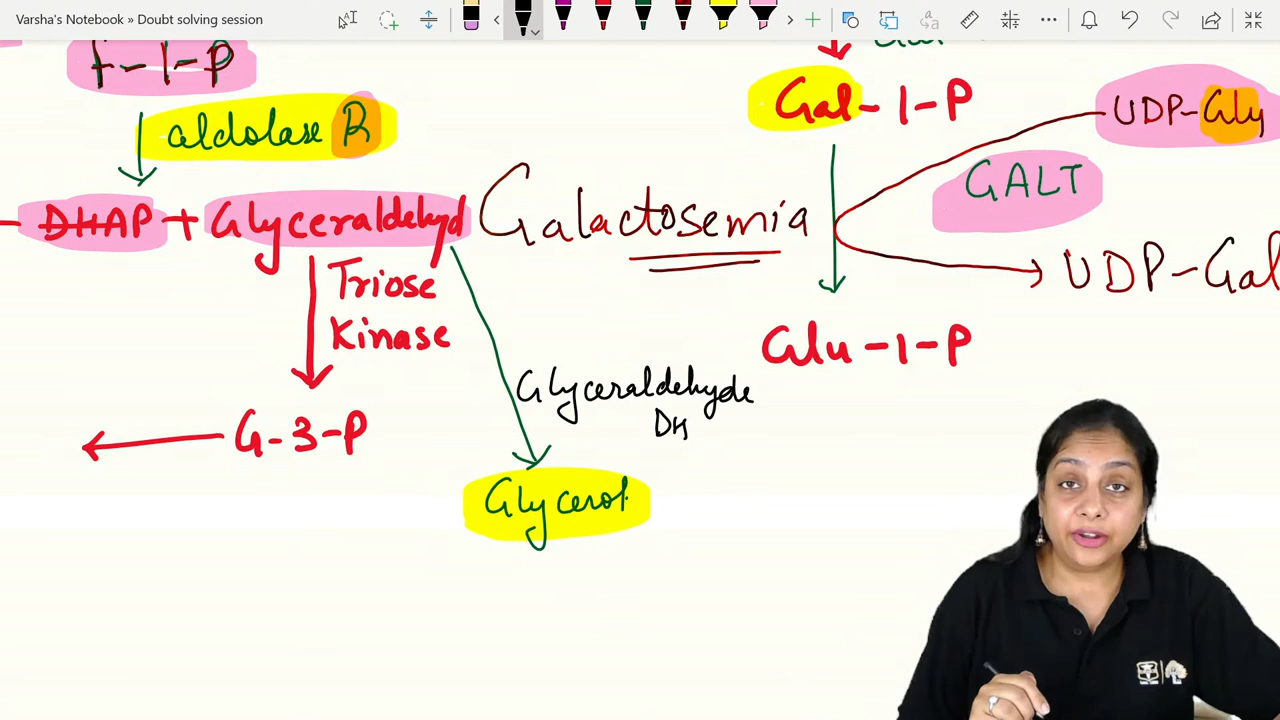 Varsha's Notebook » Doubt solving session
f-1-P
aldolase B
DHAP + Glyceraldehyd
Triose
Kinase
G-3-P
Glyceraldehyde
DH
Glycerol
Galactosemia
Gal-1-P
UDP-Glu
GALT
UDP-Gal
Glu-1-P